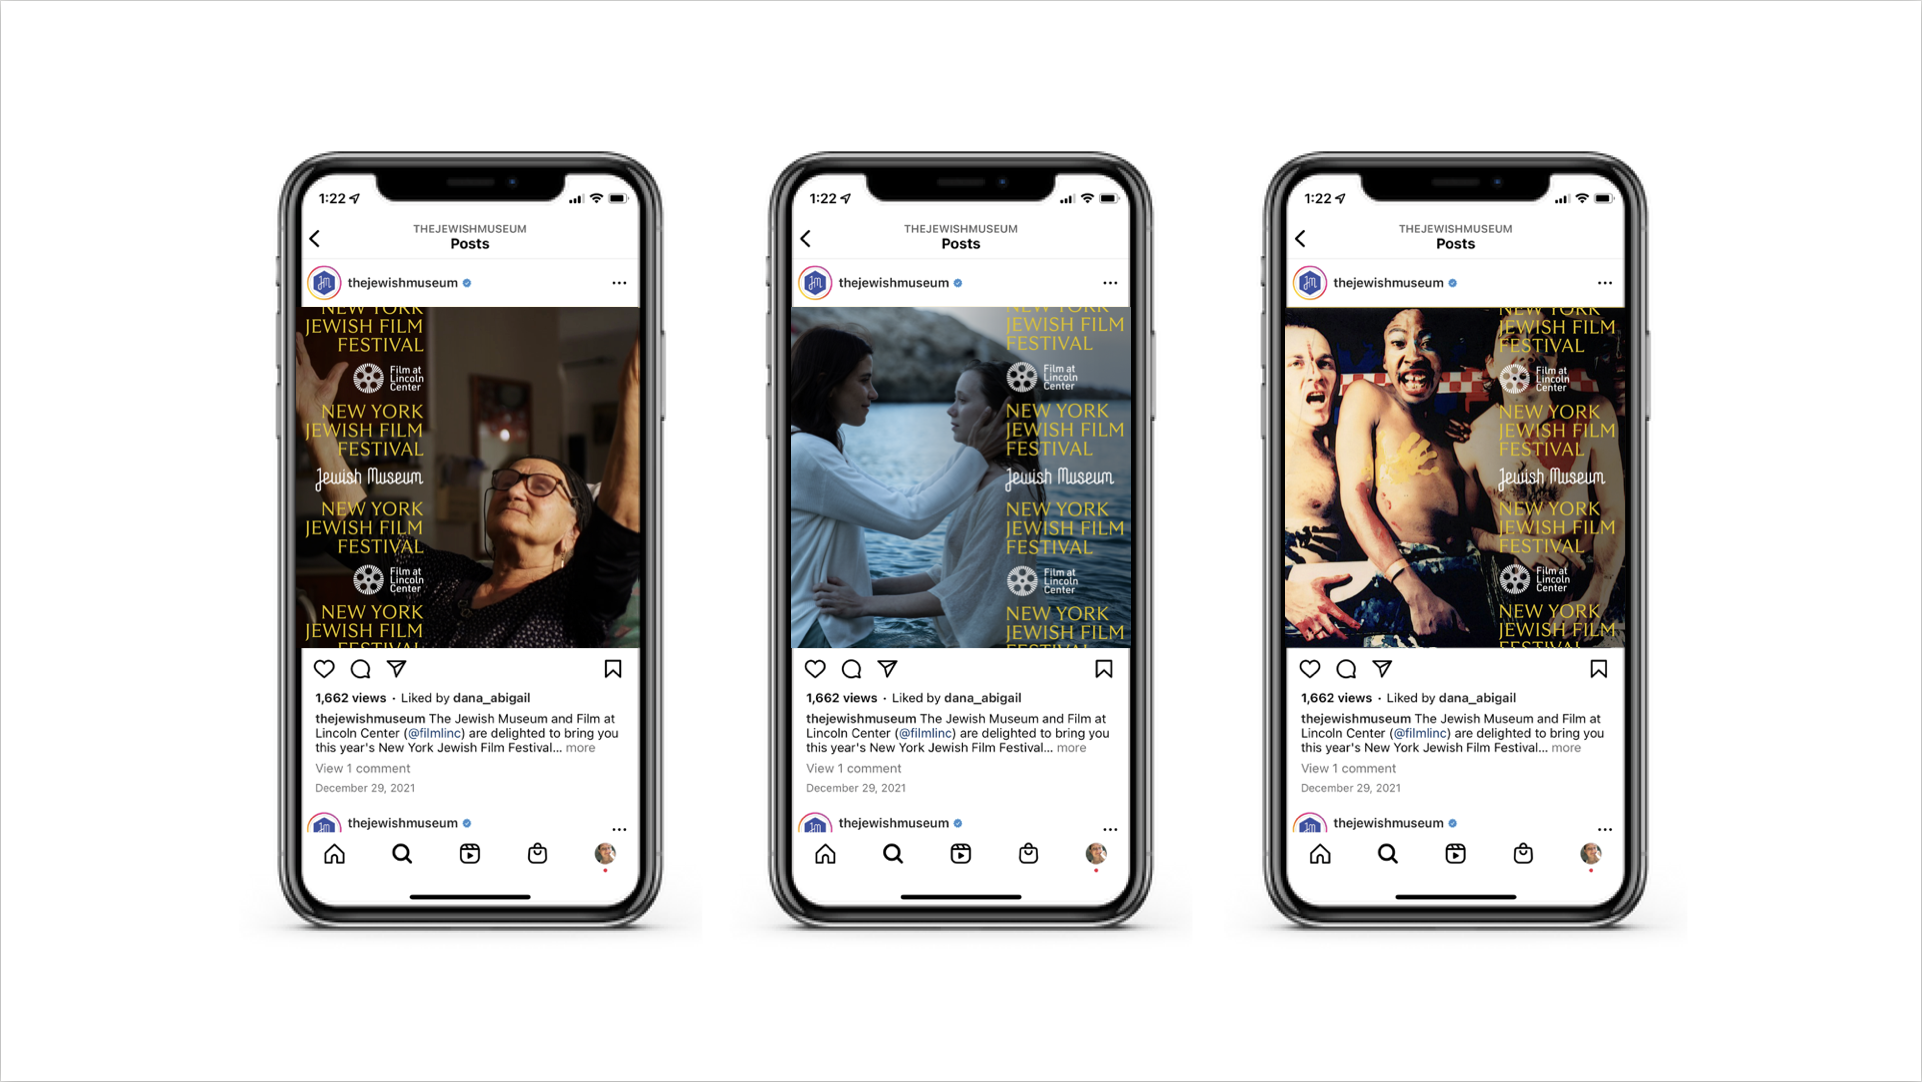 1:22
THEJEWISHMUSEUM
Posts
thejewishmuseum
NEW YORK
JEWISH FILM
FESTIVAL
Film at
Lincoln
Center
NEW YORK
JEWISH FILM
FESTIVAL
Jewish Museum
NEW YORK
JEWISH FILM
FESTIVAL
Film at
Lincoln
Center
NEW YORK
JEWISH FILM
FESTIVAL
1,662 views · Liked by dana_abigail
thejewishmuseum The Jewish Museum and Film at
Lincoln Center (@filmlinc) are delighted to bring you
this year's New York Jewish Film Festival... more
View 1 comment
December 29, 2021
thejewishmuseum
1:22
THEJEWISHMUSEUM
Posts
thejewishmuseum
NEW YORK
JEWISH FILM
FESTIVAL
Film at
Lincoln
Center
NEW YORK
JEWISH FILM
FESTIVAL
Jewish Museum
NEW YORK
JEWISH FILM
FESTIVAL
Film at
Lincoln
Center
NEW YORK
JEWISH FILM
FESTIVAL
1,662 views · Liked by dana_abigail
thejewishmuseum The Jewish Museum and Film at
Lincoln Center (@filmlinc) are delighted to bring you
this year's New York Jewish Film Festival... more
View 1 comment
December 29, 2021
thejewishmuseum
1:22
THEJEWISHMUSEUM
Posts
thejewishmuseum
NEW YORK
JEWISH FILM
FESTIVAL
Film at
Lincoln
Center
NEW YORK
JEWISH FILM
FESTIVAL
Jewish Museum
NEW YORK
JEWISH FILM
FESTIVAL
Film at
Lincoln
Center
NEW YORK
JEWISH FILM
FESTIVAL
1,662 views · Liked by dana_abigail
thejewishmuseum The Jewish Museum and Film at
Lincoln Center (@filmlinc) are delighted to bring you
this year's New York Jewish Film Festival... more
View 1 comment
December 29, 2021
thejewishmuseum